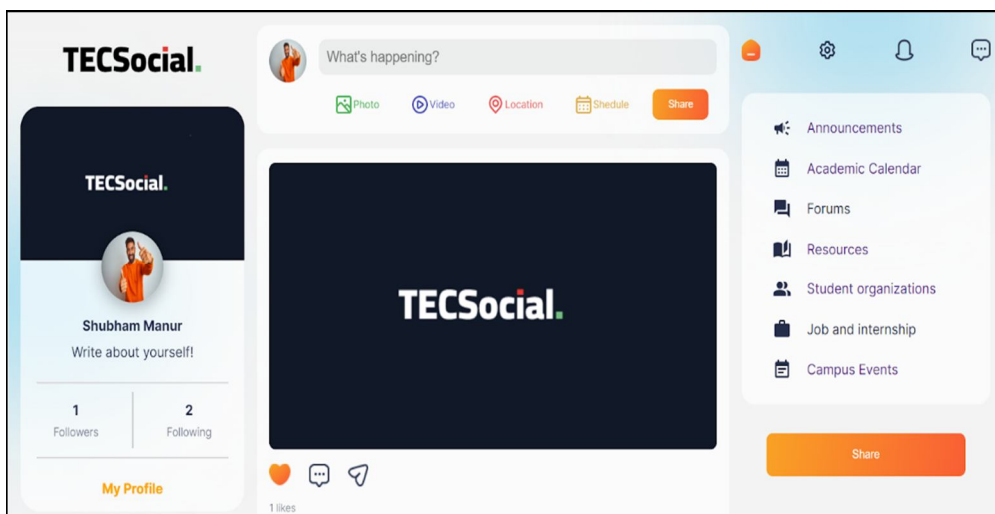 TECSocial.
TECSocial.
Shubham Manur
Write about yourself!
1 2
Followers Following
My Profile
What's happening?
Photo Video Location Shedule Share
TECSocial.
1 likes
Announcements
Academic Calendar
Forums
Resources
Student organizations
Job and internship
Campus Events
Share